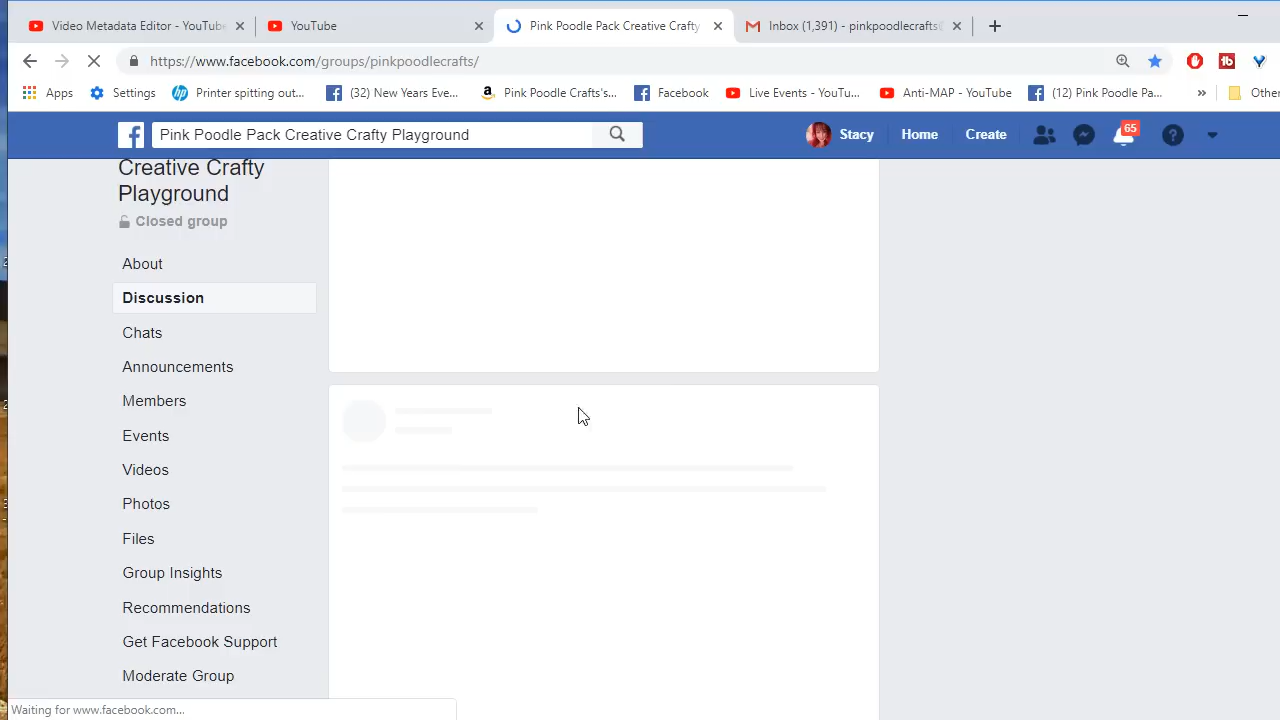 Video Metadata Editor - YouTube
YouTube
Pink Poodle Pack Creative Crafty
Inbox (1,391) - pinkpoodlecrafts@
https://www.facebook.com/groups/pinkpoodlecrafts/
Apps
Settings
Printer spitting out...
(32) New Years Eve...
Pink Poodle Crafts's...
Facebook
Live Events - YouTu...
Anti-MAP - YouTube
(12) Pink Poodle Pa...
»
Other
Pink Poodle Pack Creative Crafty Playground
Stacy
Home
Create
65
Creative Crafty
Playground
Closed group
About
Discussion
Chats
Announcements
Members
Events
Videos
Photos
Files
Group Insights
Recommendations
Get Facebook Support
Moderate Group
Waiting for www.facebook.com...